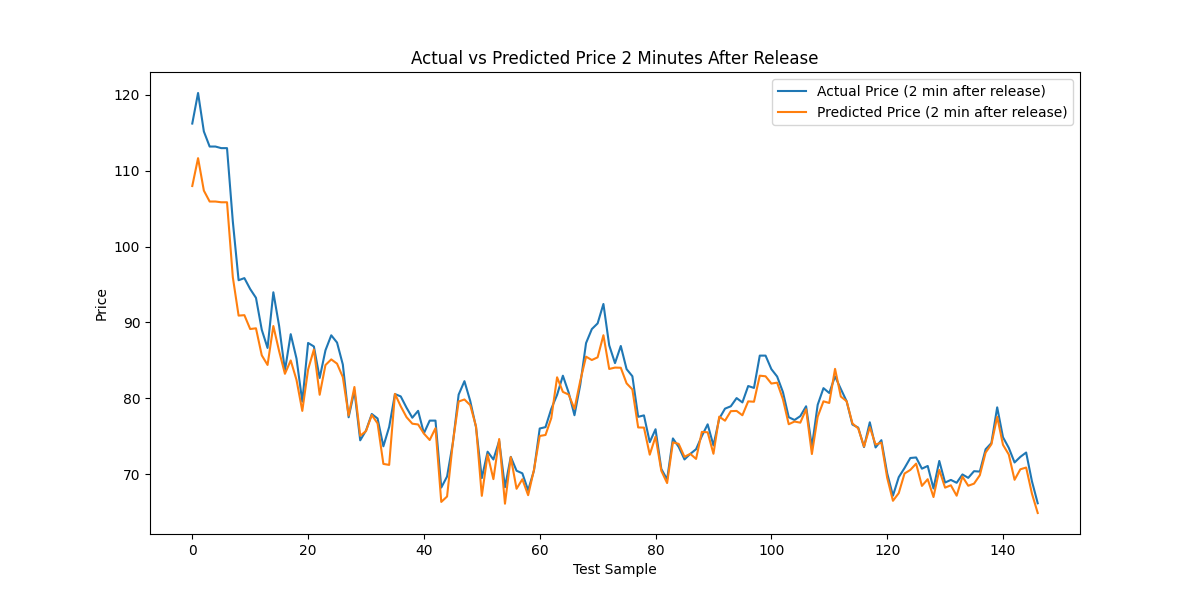 Actual vs Predicted Price 2 Minutes After Release
Actual Price (2 min after release)
Predicted Price (2 min after release)
120
110
100
90
80
70
Price
0 20 40 60 80 100 120 140
Test Sample